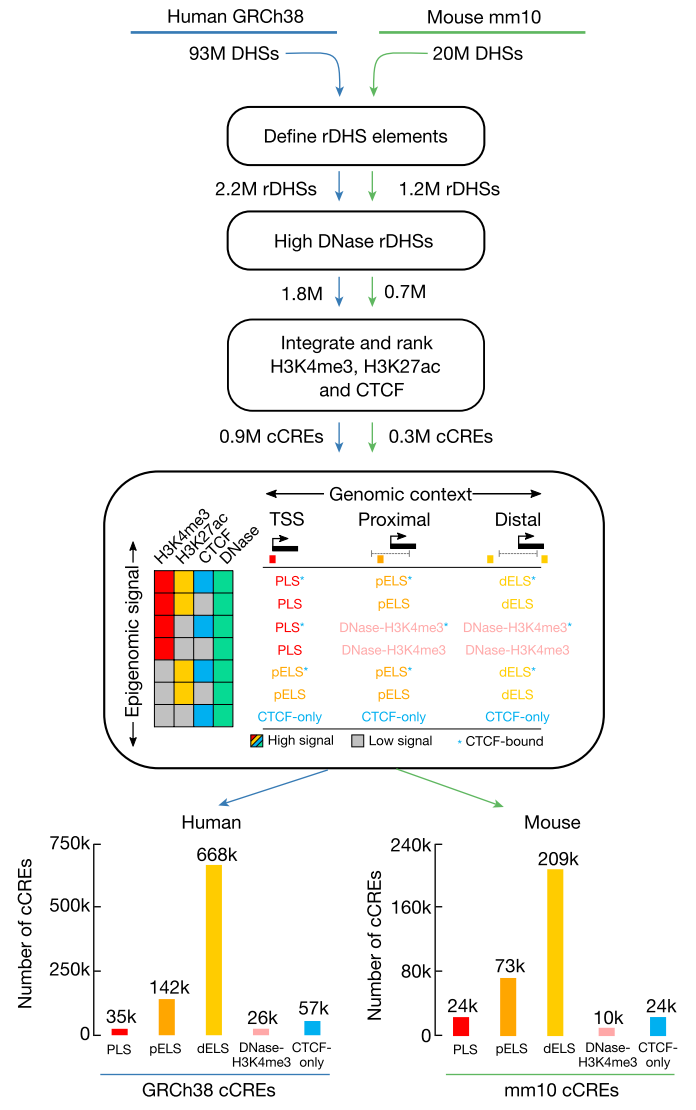 Human GRCh38
Mouse mm10
93M DHSs
20M DHSs
Define rDHS elements
2.2M rDHSs
1.2M rDHSs
High DNase rDHSs
1.8M
0.7M
Integrate and rank
H3K4me3, H3K27ac
and CTCF
0.9M cCREs
0.3M cCREs
Genomic context
Epigenomic signal
H3K4me3
H3K27ac
CTCF
DNase
TSS
Proximal
Distal
PLS*
pELS*
dELS*
PLS
pELS
dELS
PLS*
DNase-H3K4me3*
DNase-H3K4me3*
PLS
DNase-H3K4me3
DNase-H3K4me3
pELS*
pELS*
dELS*
pELS
pELS
dELS
CTCF-only
CTCF-only
CTCF-only
High signal
Low signal
* CTCF-bound
Human
Number of cCREs
750k
500k
250k
0
35k
142k
668k
26k
57k
PLS
pELS
dELS
DNase-
H3K4me3
CTCF-
only
GRCh38 cCREs
Mouse
Number of cCREs
240k
160k
80k
0
24k
73k
209k
10k
24k
PLS
pELS
dELS
DNase-
H3K4me3
CTCF-
only
mm10 cCREs